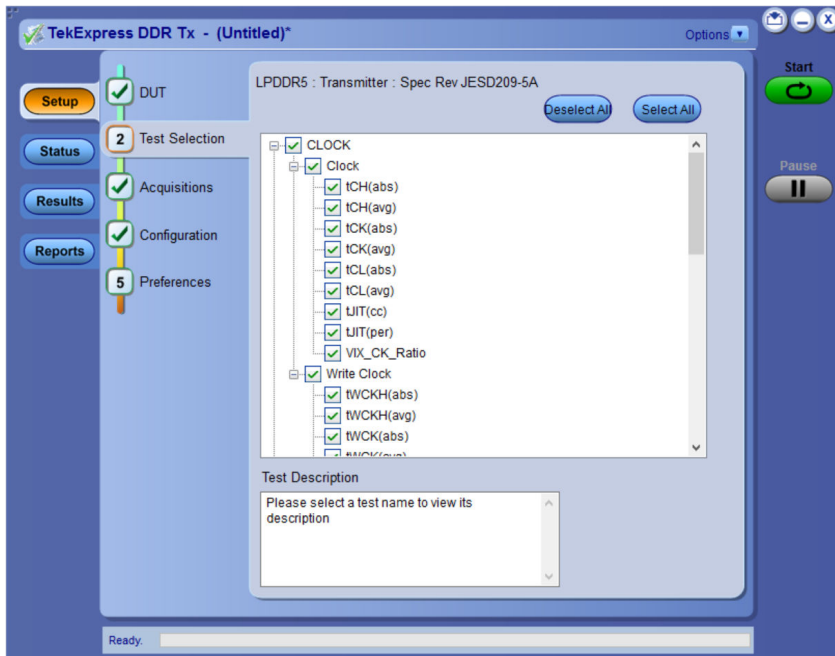 TekExpress DDR Tx - (Untitled)*
Options
Start
Pause
Setup
Status
Results
Reports
DUT
2 Test Selection
Acquisitions
Configuration
5 Preferences
LPDDR5 : Transmitter : Spec Rev JESD209-5A
Deselect All
Select All
CLOCK
Clock
tCH(abs)
tCH(avg)
tCK(abs)
tCK(avg)
tCL(abs)
tCL(avg)
tJIT(cc)
tJIT(per)
VIX_CK_Ratio
Write Clock
tWCKH(abs)
tWCKH(avg)
tWCK(abs)
Test Description
Please select a test name to view its
description
Ready.